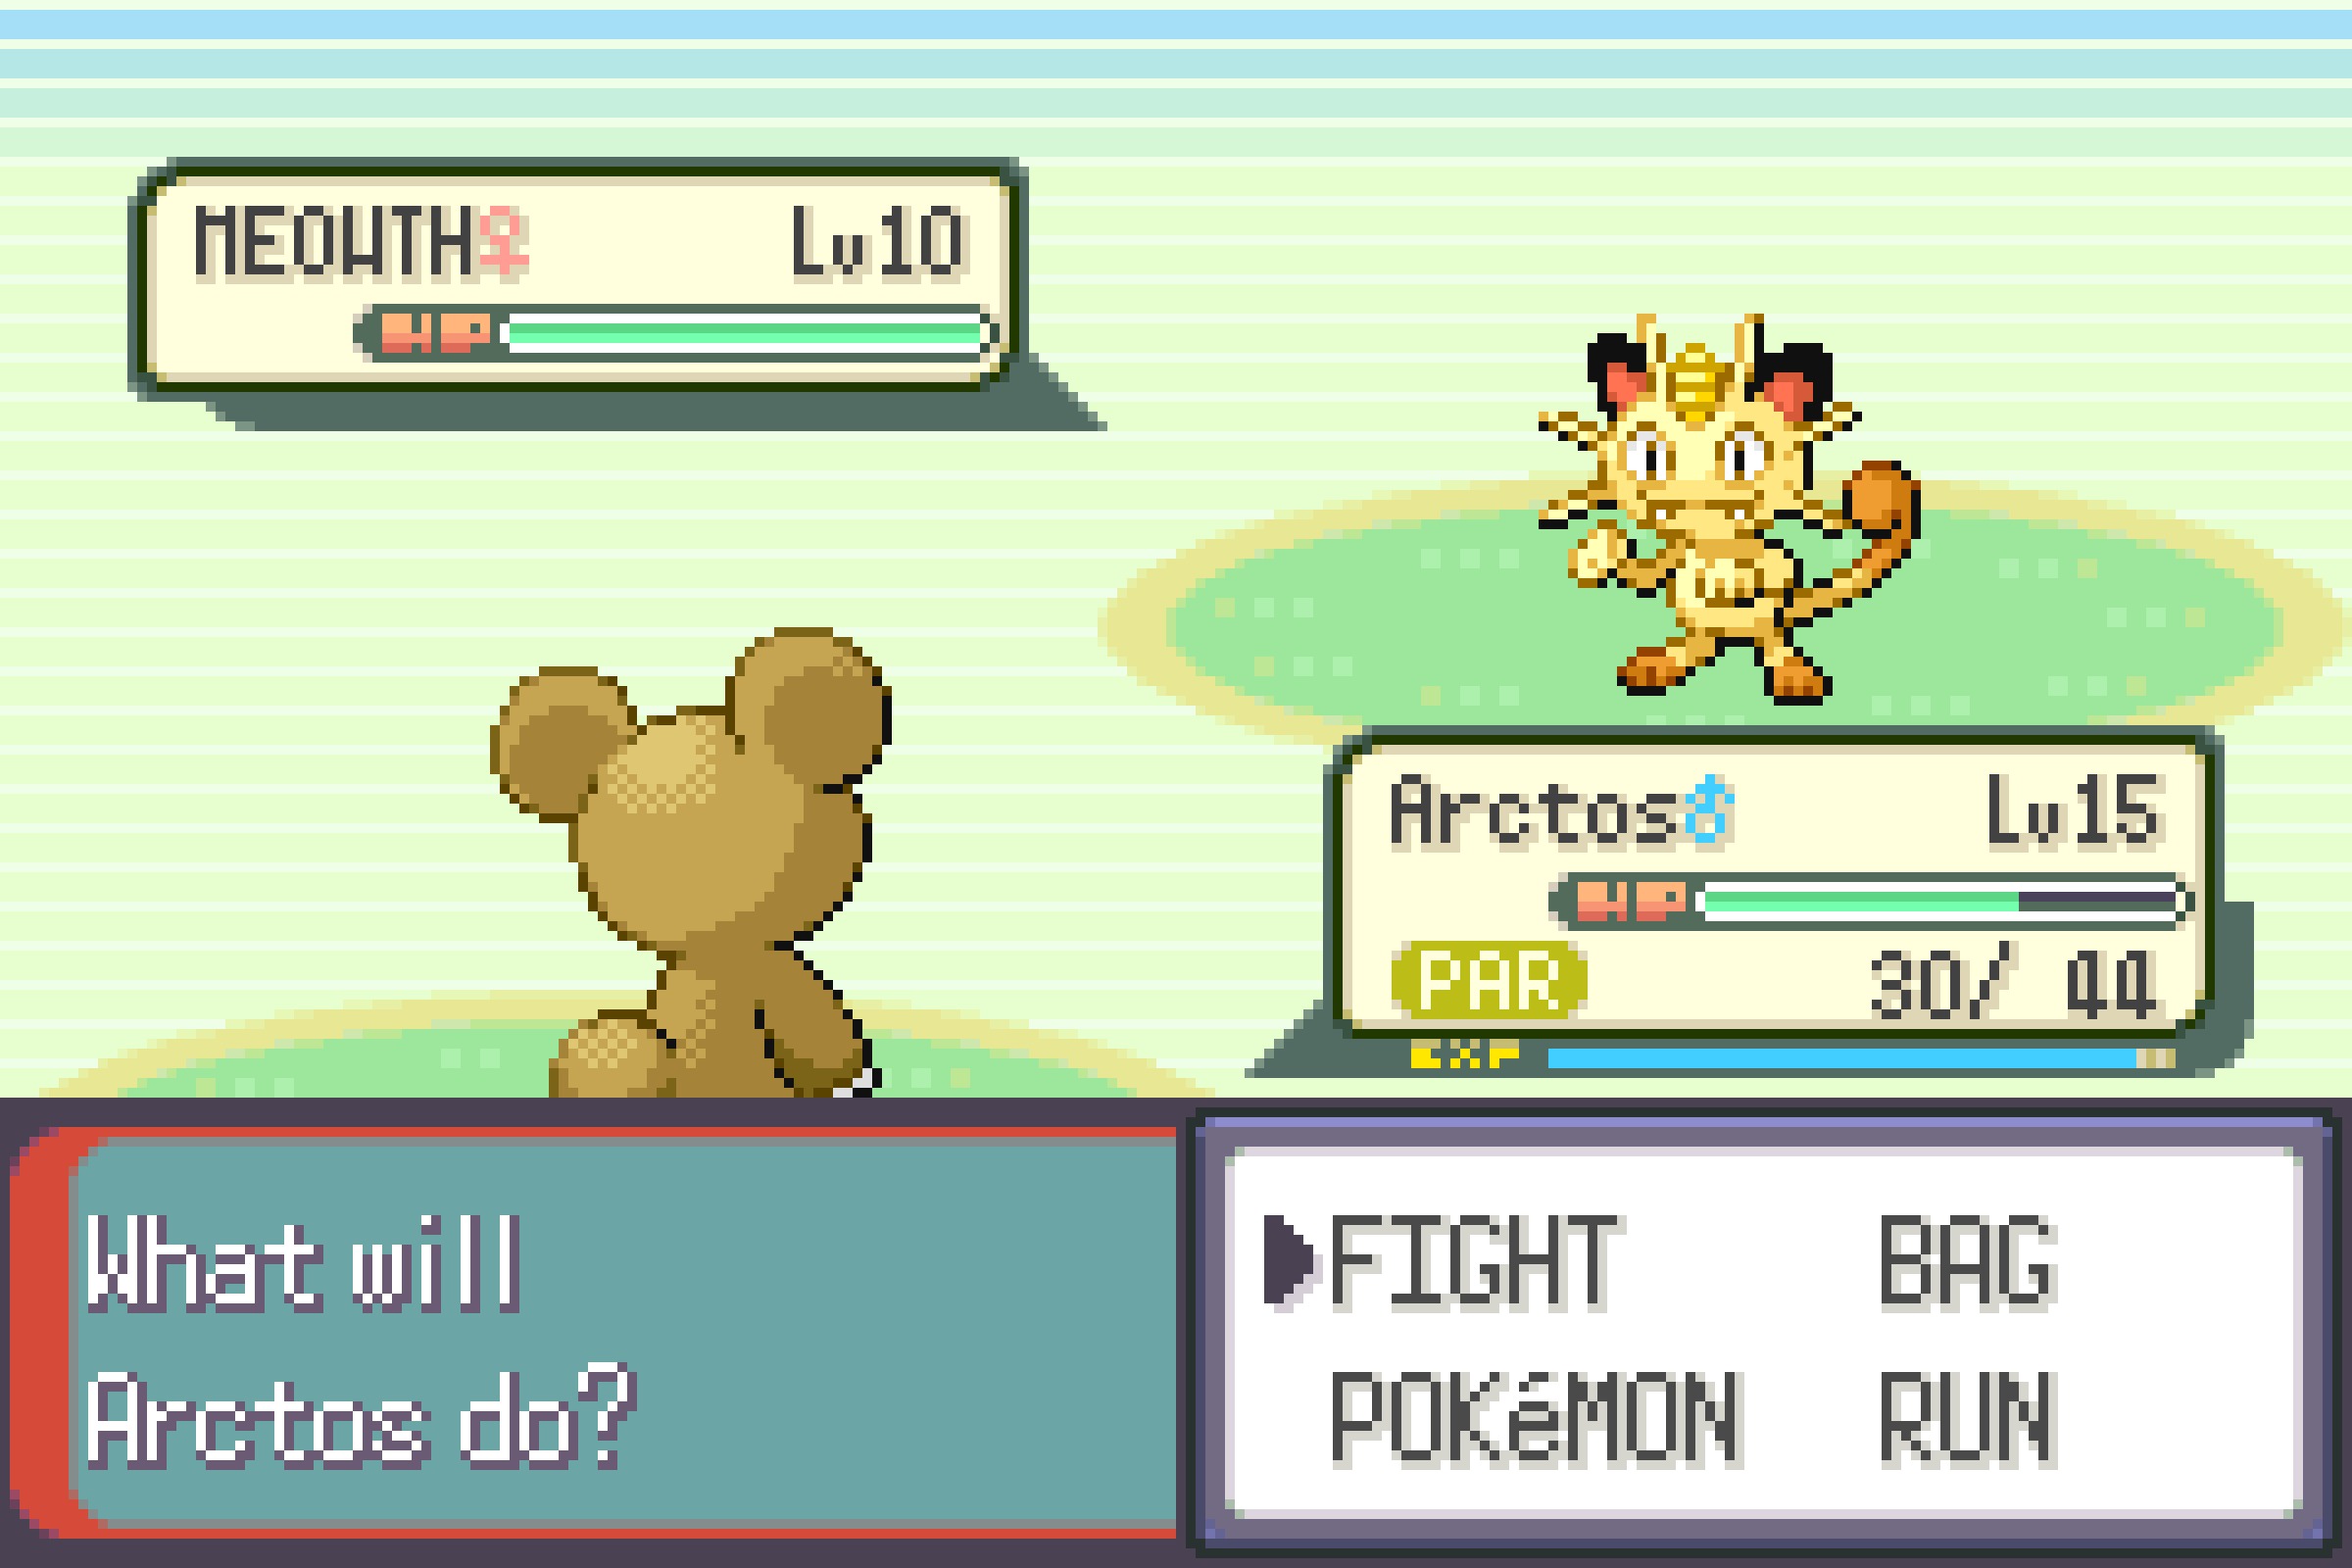 MEOWTH♀ Lv10
HP
Arctos♂ Lv15
HP
PAR 30/ 44
EXP
What will
Arctos do?
FIGHT BAG
POKéMON RUN